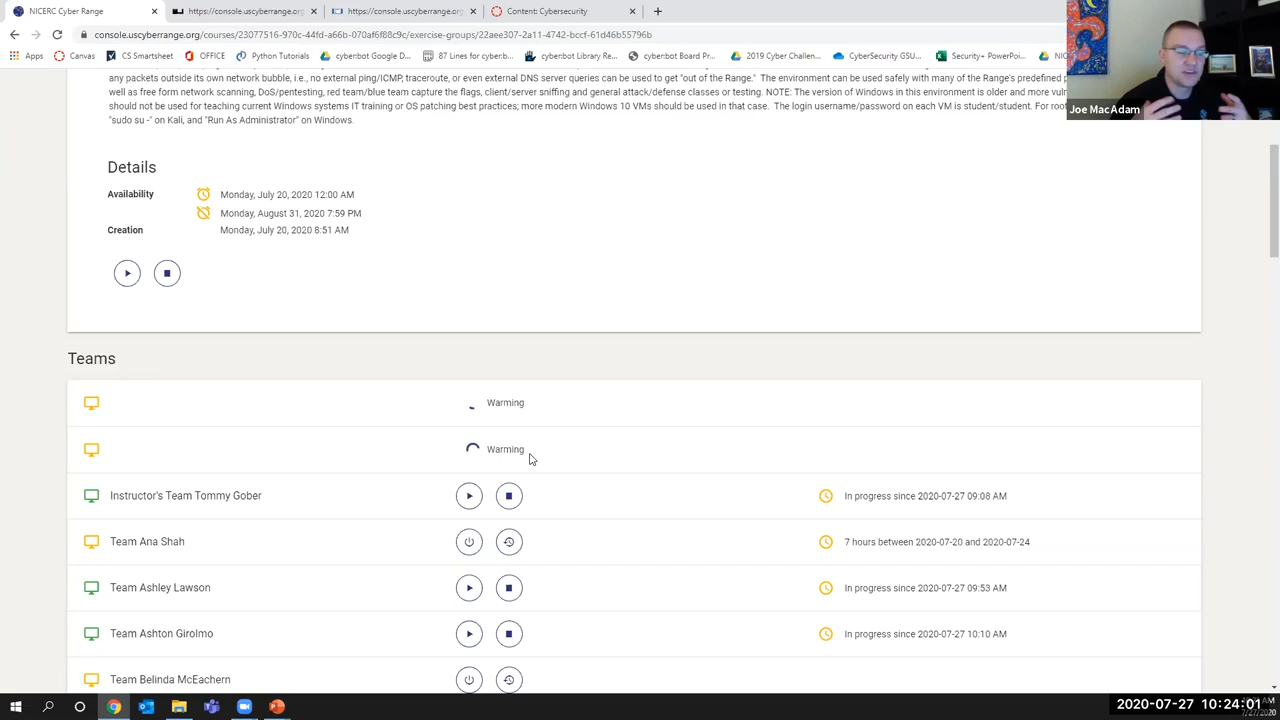 NICERC Cyber Range
https://console.uscyberrange.org
https://console.uscyberrange.or
Content: Cybersecurity
console.uscyberrange.org/courses/23077516-970c-44fd-a66b-
-exercise-groups/22aee307-2a11-4742-bccf-61d46b55796b
Apps
Canvas
CS Smartsheet
OFFICE
Python Tutorials
cyber.bot Google D...
87 Lines for cyber.b...
cyber.bot Library Re...
cyber.bot Board Pr...
2019 Cyber Challen...
CyberSecurity GSU...
Security+ PowerPoi...
any packets outside its own network bubble, i.e., no external ping/ICMP, traceroute, or even external DNS server queries can be used to get "out of the Range." The environment can be used safely with many of the Range's predefined
well as free form network scanning, DoS/pentesting, red team/blue team capture the flags, client/server sniffing and general attack/defense classes or testing. NOTE: The version of Windows in this environment is older and more
should not be used for teaching current Windows systems IT training or OS patching best practices; more modern Windows 10 VMs should be used in that case. The login username/password on each VM is student/student. For
"sudo su -" on Kali, and "Run As Administrator" on Windows.
Joe Mac Adam
Details
Availability
Monday, July 20, 2020 12:00 AM
Monday, August 31, 2020 7:59 PM
Creation
Monday, July 20, 2020 8:51 AM
Teams
Warming
Warming
Instructor's Team Tommy Gober
In progress since 2020-07-27 09:08 AM
Team Ana Shah
7 hours between 2020-07-20 and 2020-07-24
Team Ashley Lawson
In progress since 2020-07-27 09:53 AM
Team Ashton Girolmo
In progress since 2020-07-27 10:10 AM
Team Belinda McEachern
2020-07-27 10:24:01